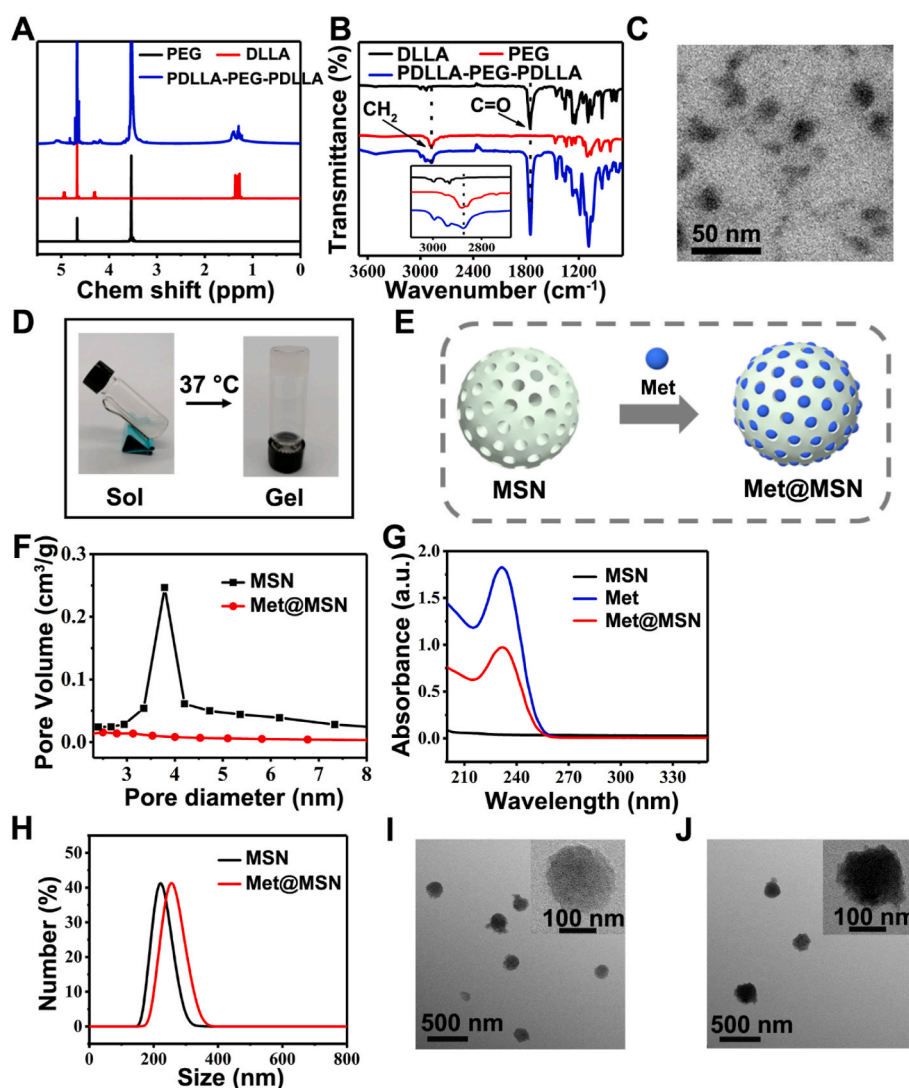 A
PEG DLLA
PDLLA-PEG-PDLLA
5 4 3 2 1 0
Chem shift (ppm)
B
Transmittance (%)
DLLA PEG
PDLLA-PEG-PDLLA
CH2
C=O
3000 2800
3600 3000 2400 1800 1200
Wavenumber (cm-1)
C
50 nm
D
37 °C
Sol
Gel
E
Met
MSN
Met@MSN
F
Pore Volume (cm3/g)
0.3
0.2
0.1
0.0
MSN
Met@MSN
3 4 5 6 7 8
Pore diameter (nm)
G
Absorbance (a.u.)
2.0
1.5
1.0
0.5
0.0
MSN
Met
Met@MSN
210 240 270 300 330
Wavelength (nm)
H
Number (%)
50
40
30
20
10
0
MSN
Met@MSN
0 200 400 600 800
Size (nm)
I
100 nm
500 nm
J
100 nm
500 nm